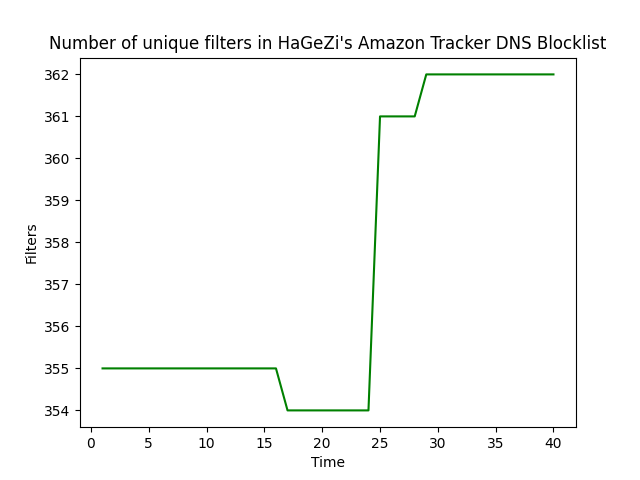 Number of unique filters in HaGeZi's Amazon Tracker DNS Blocklist
362
361
360
359
358
357
356
355
354
Filters
0 5 10 15 20 25 30 35 40
Time